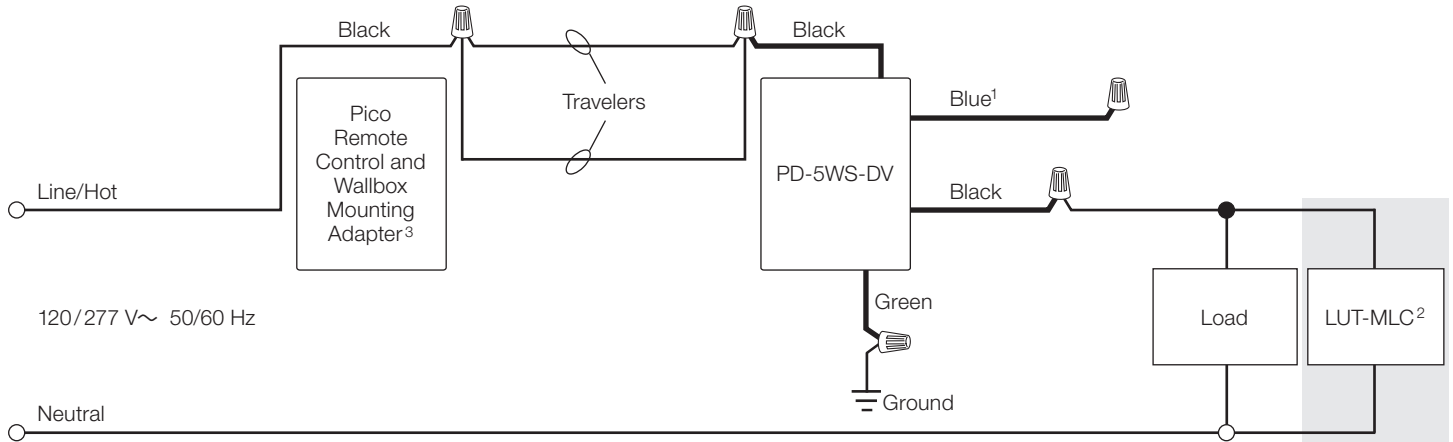 Black
Black
Travelers
Pico
Remote
Control and
Wallbox
Mounting
Adapter³
Blue¹
PD-5WS-DV
Black
Line/Hot
Green
120/277 V~ 50/60 Hz
Load
LUT-MLC²
Ground
Neutral